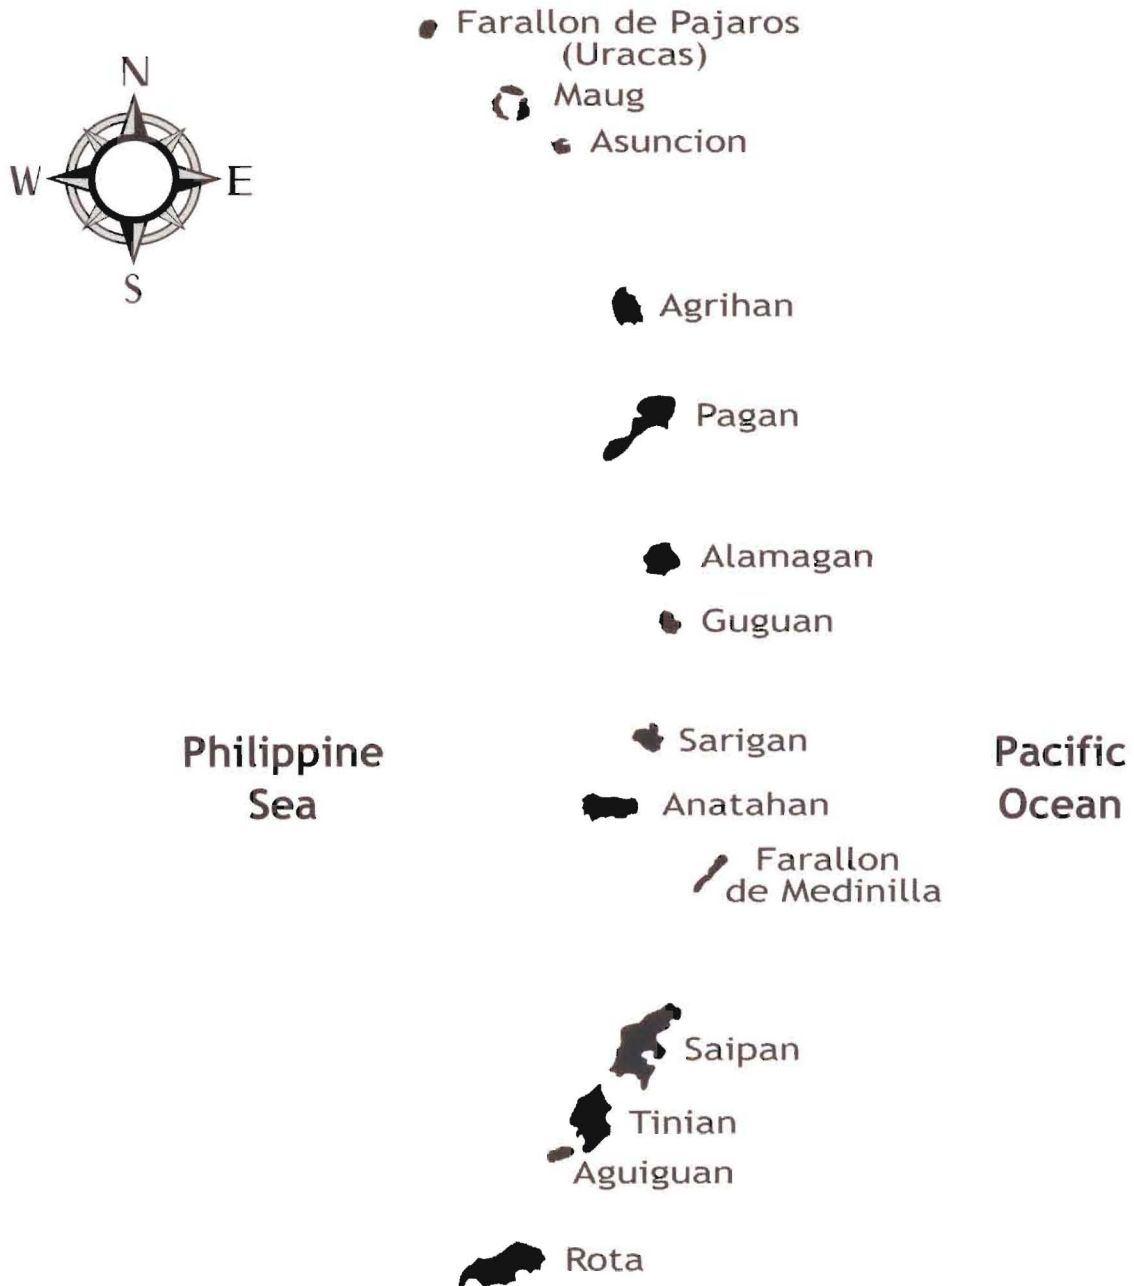 Farallon de Pajaros
(Uracas)
N
Maug
Asuncion
W
E
S
Agrihan
Pagan
Alamagan
Guguan
Sarigan
Philippine
Sea
Pacific
Ocean
Anatahan
Farallon
de Medinilla
Saipan
Tinian
Aguiguan
Rota